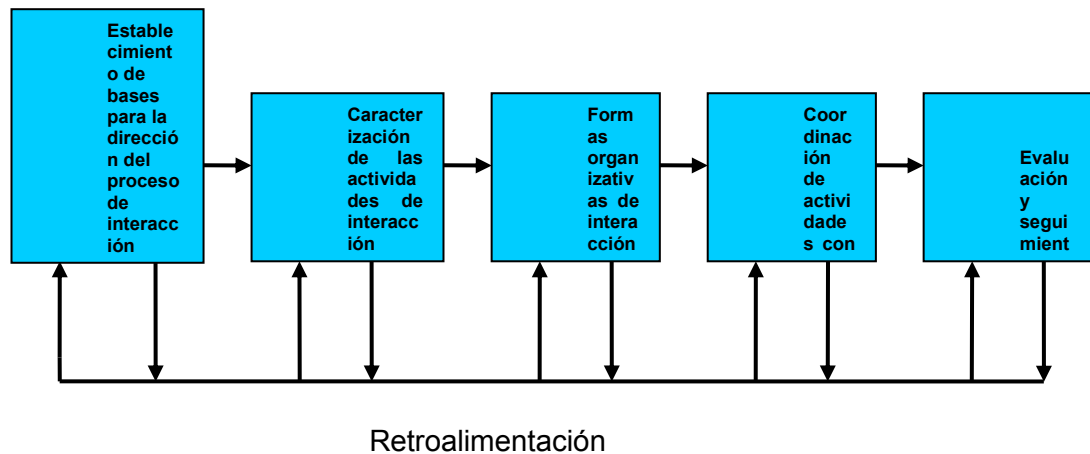 Estable
cimient
o de
bases
para la
direcció
n del
proceso
de
interacc
ión
Caracter
ización
de las
activida
des de
interacc
ión
Form
as
organ
izativ
as de
intera
cción
Coor
dinac
ión
de
activi
dade
s con
Evalu
ación
y
segui
mient
Retroalimentación